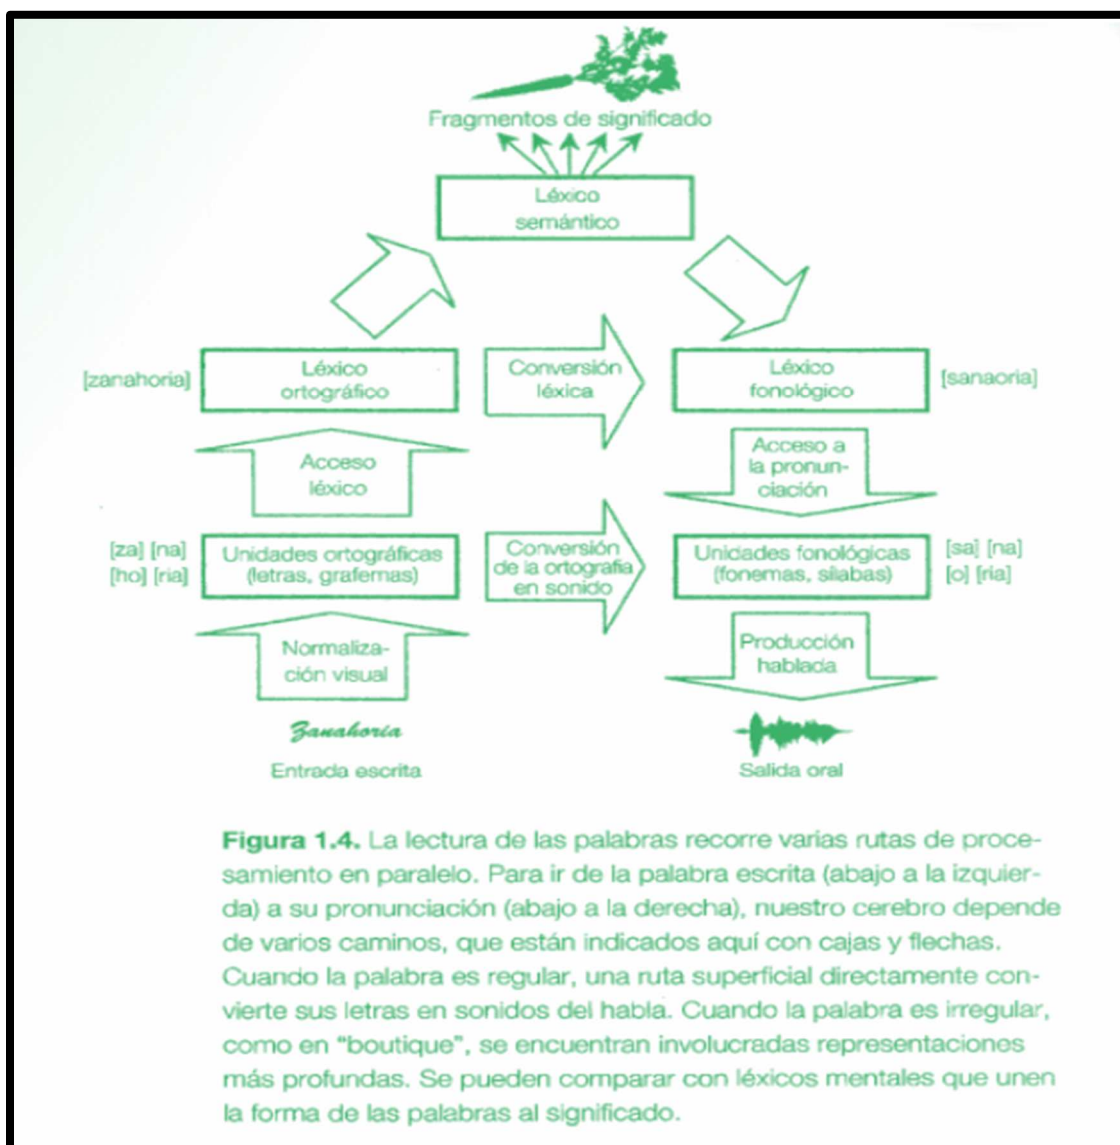 Fragmentos de significado
Léxico
semántico
[zanahoria]
Léxico
ortográfico
Conversión
léxica
Léxico
fonológico
[sanaoria]
Acceso
léxico
Acceso a
la pronun-
ciación
[za] [na]
[ho] [ria]
Unidades ortográficas
(letras, grafemas)
Conversión
de la ortografía
en sonido
Unidades fonológicas
(fonemas, sílabas)
[sa] [na]
[o] [ria]
Normaliza-
ción visual
Producción
hablada
Zanahoria
Entrada escrita
Salida oral
Figura 1.4. La lectura de las palabras recorre varias rutas de proce-
samiento en paralelo. Para ir de la palabra escrita (abajo a la izquier-
da) a su pronunciación (abajo a la derecha), nuestro cerebro depende
de varios caminos, que están indicados aquí con cajas y flechas.
Cuando la palabra es regular, una ruta superficial directamente con-
vierte sus letras en sonidos del habla. Cuando la palabra es irregular,
como en "boutique", se encuentran involucradas representaciones
más profundas. Se pueden comparar con léxicos mentales que unen
la forma de las palabras al significado.